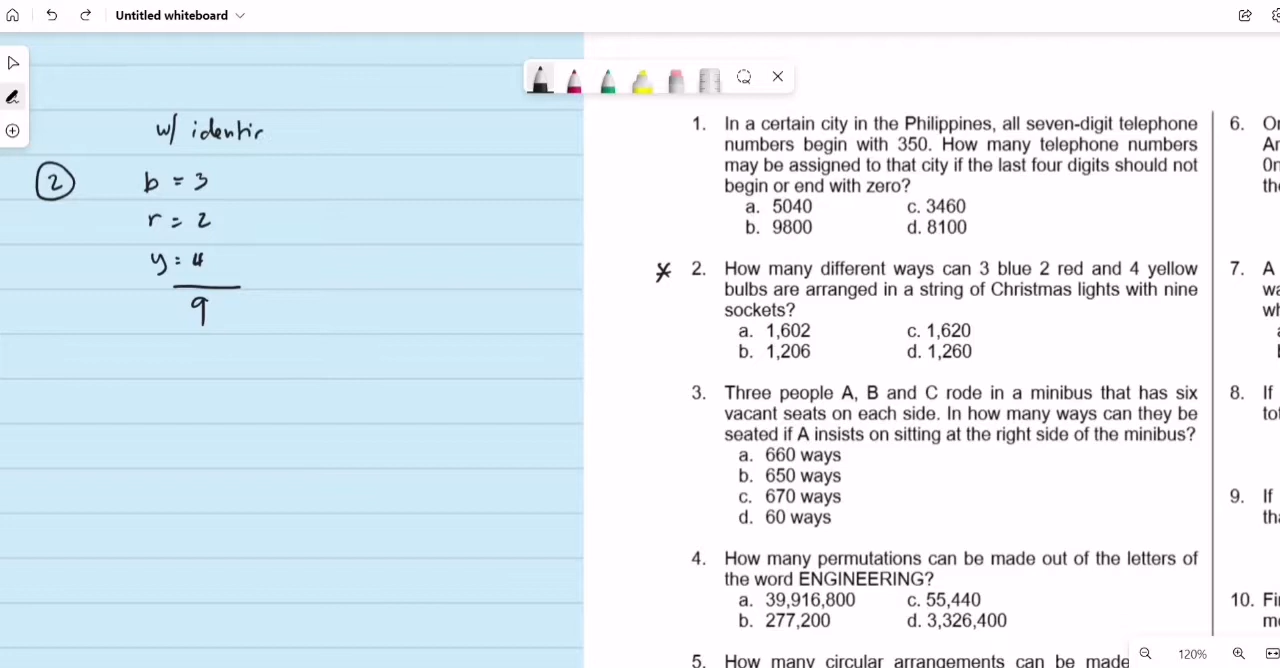 Untitled whiteboard
w/ identic
② b = 3
r = 2
y = 4
9
1. In a certain city in the Philippines, all seven-digit telephone
numbers begin with 350. How many telephone numbers
may be assigned to that city if the last four digits should not
begin or end with zero?
a. 5040 c. 3460
b. 9800 d. 8100
* 2. How many different ways can 3 blue 2 red and 4 yellow
bulbs are arranged in a string of Christmas lights with nine
sockets?
a. 1,602 c. 1,620
b. 1,206 d. 1,260
3. Three people A, B and C rode in a minibus that has six
vacant seats on each side. In how many ways can they be
seated if A insists on sitting at the right side of the minibus?
a. 660 ways
b. 650 ways
c. 670 ways
d. 60 ways
4. How many permutations can be made out of the letters of
the word ENGINEERING?
a. 39,916,800 c. 55,440
b. 277,200 d. 3,326,400
5. How many circular arrangements can be made
6.
7. A
8. If
9. If
10.
120%